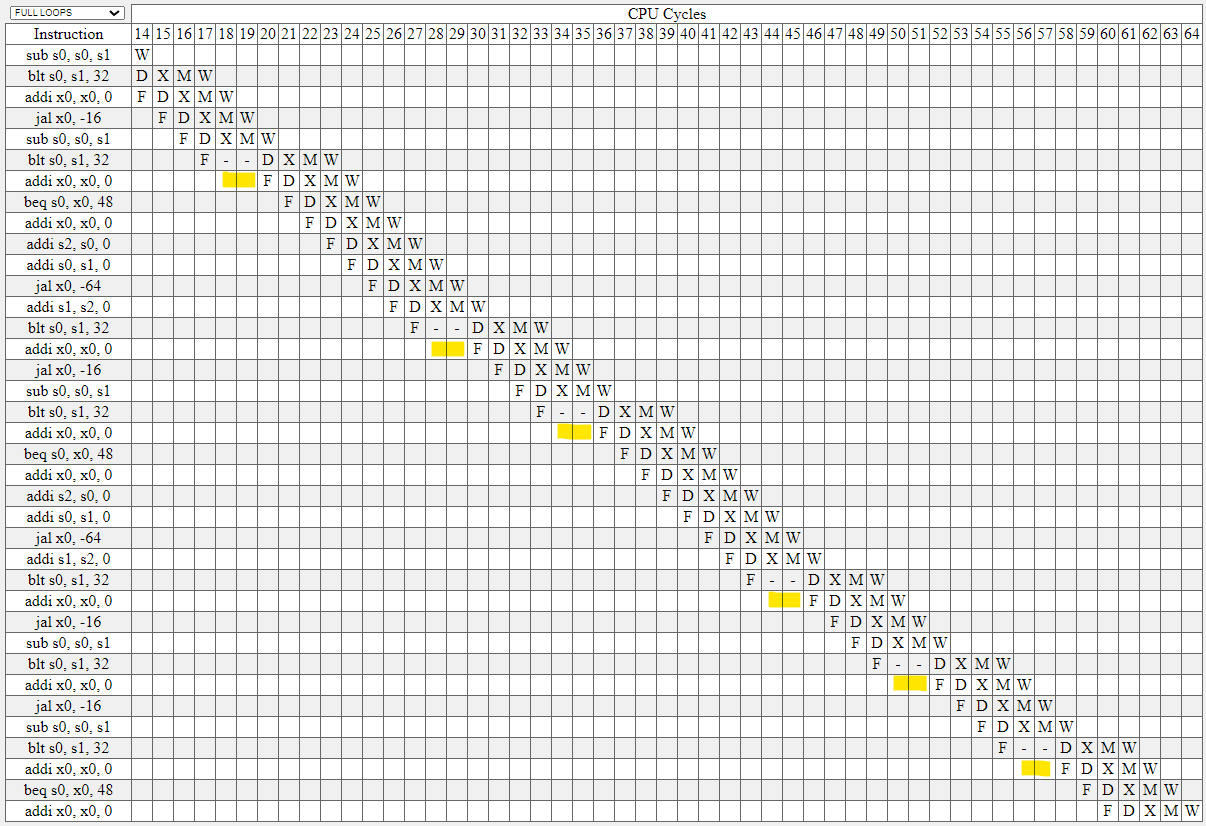 FULL LOOPS CPU Cycles
Instruction 14 15 16 17 18 19 20 21 22 23 24 25 26 27 28 29 30 31 32 33 34 35 36 37 38 39 40 41 42 43 44 45 46 47 48 49 50 51 52 53 54 55 56 57 58 59 60 61 62 63 64
sub s0, s0, s1 W
blt s0, s1, 32 D X M W
addi x0, x0, 0 F D X M W
jal x0, -16 F D X M W
sub s0, s0, s1 F D X M W
blt s0, s1, 32 F - - D X M W
addi x0, x0, 0 F D X M W
beq s0, x0, 48 F D X M W
addi x0, x0, 0 F D X M W
addi s2, s0, 0 F D X M W
addi s0, s1, 0 F D X M W
jal x0, -64 F D X M W
addi s1, s2, 0 F D X M W
blt s0, s1, 32 F - - D X M W
addi x0, x0, 0 F D X M W
jal x0, -16 F D X M W
sub s0, s0, s1 F D X M W
blt s0, s1, 32 F - - D X M W
addi x0, x0, 0 F D X M W
beq s0, x0, 48 F D X M W
addi x0, x0, 0 F D X M W
addi s2, s0, 0 F D X M W
addi s0, s1, 0 F D X M W
jal x0, -64 F D X M W
addi s1, s2, 0 F D X M W
blt s0, s1, 32 F - - D X M W
addi x0, x0, 0 F D X M W
jal x0, -16 F D X M W
sub s0, s0, s1 F D X M W
blt s0, s1, 32 F - - D X M W
addi x0, x0, 0 F D X M W
jal x0, -16 F D X M W
sub s0, s0, s1 F D X M W
blt s0, s1, 32 F - - D X M W
addi x0, x0, 0 F D X M W
beq s0, x0, 48 F D X M W
addi x0, x0, 0 F D X M W